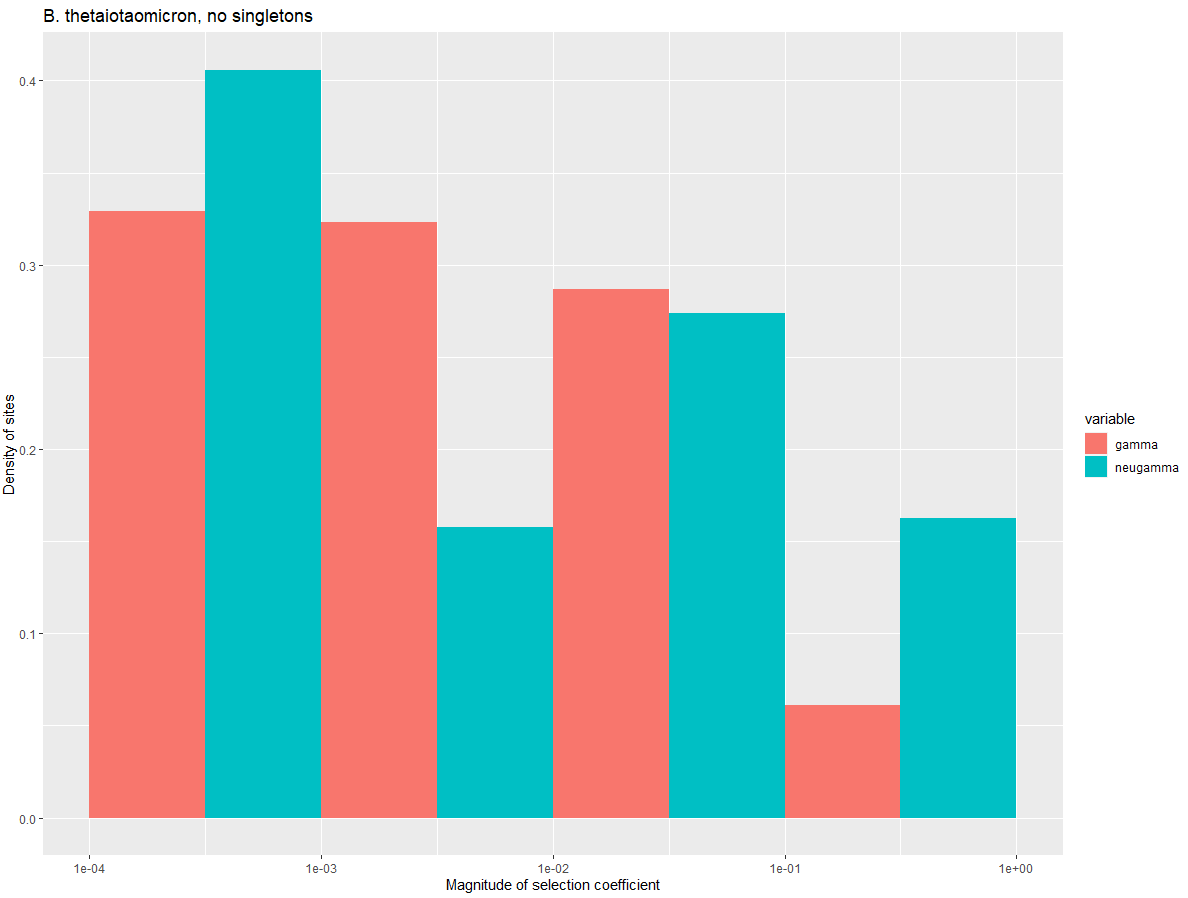 B. thetaiotaomicron, no singletons
Density of sites
0.4
0.3
0.2
0.1
0.0
1e-04 1e-03 1e-02 1e-01 1e+00
Magnitude of selection coefficient
variable
gamma
neugamma